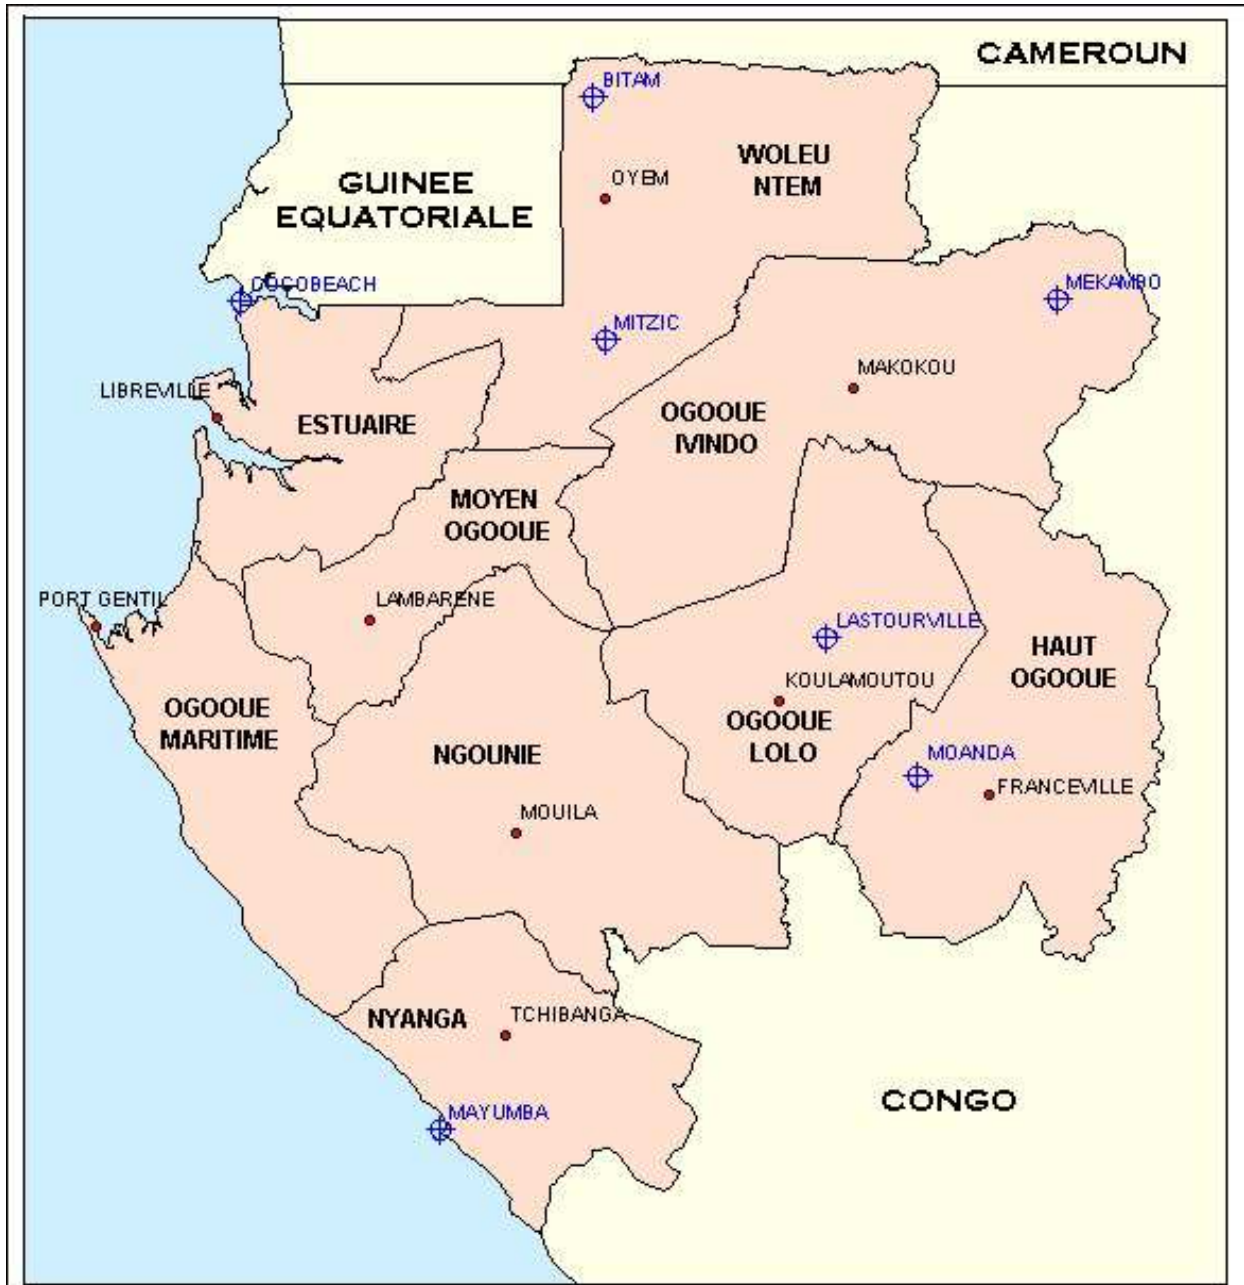 CAMEROUN
BITAM
WOLEU
NTEM
OYEM
GUINEE
EQUATORIALE
COCOBEACH
MEKAMBO
MITZIC
MAKOKOU
LIBREVILLE
ESTUAIRE
OGOOUE
IVINDO
MOYEN
OGOOUE
PORT GENTIL
LAMBARENE
LASTOURVILLE
HAUT
OGOOUE
KOULAMOUTOU
OGOOUE
MARITIME
OGOOUE
LOLO
NGOUNIE
MOANDA
FRANCEVILLE
MOUILA
NYANGA
TCHIBANGA
CONGO
MAYUMBA